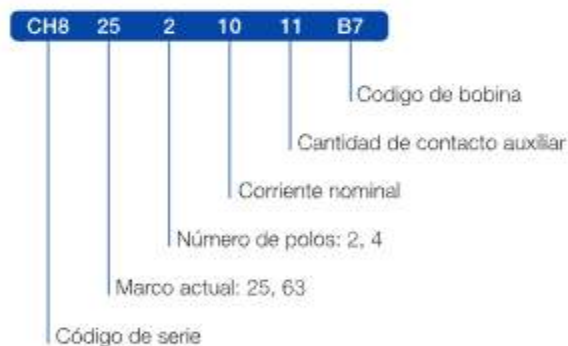 CH8 25 2 10 11 B7
Codigo de bobina
Cantidad de contacto auxiliar
Corriente nominal
Número de polos: 2, 4
Marco actual: 25, 63
Código de serie